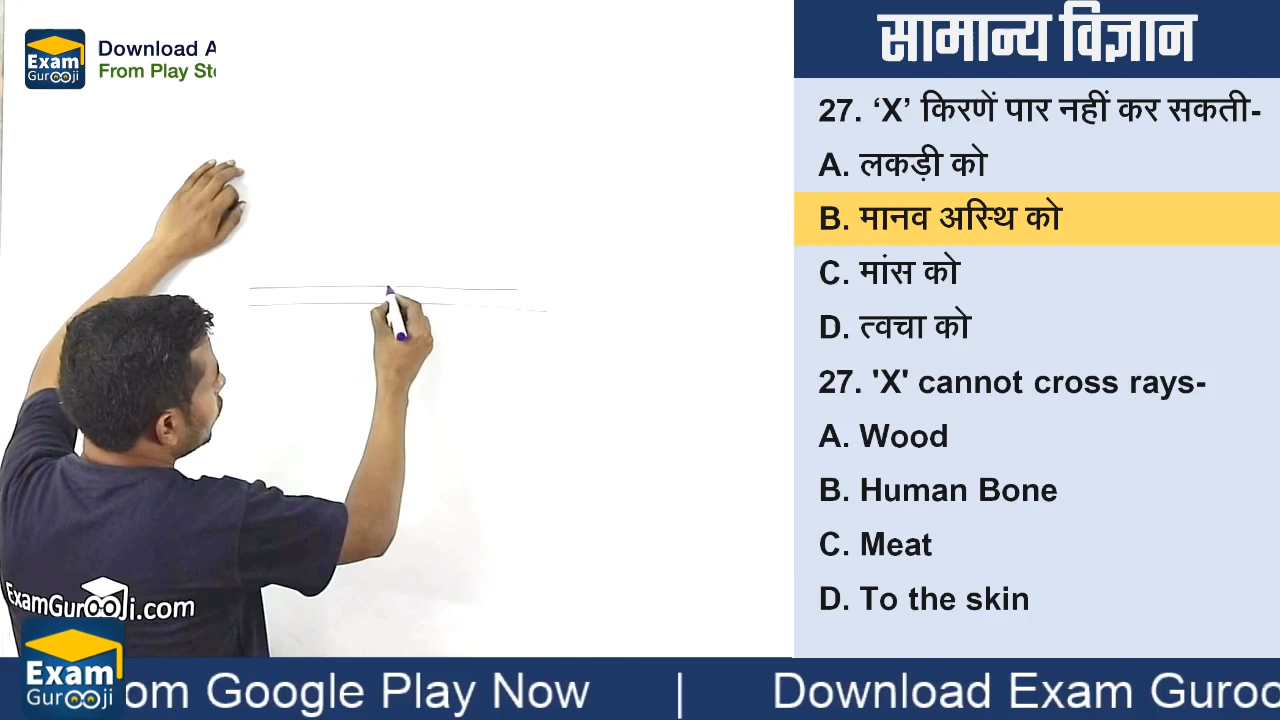 Exam
Gurooji
Download A
From Play Sto
सामान्य विज्ञान
27. ‘X’ किरणें पार नहीं कर सकती-
A. लकड़ी को
B. मानव अस्थि को
C. मांस को
D. त्वचा को
27. 'X' cannot cross rays-
A. Wood
B. Human Bone
C. Meat
D. To the skin
ExamGurooJi.com
Exam
Gurooji
om Google Play Now | Download Exam Guroo